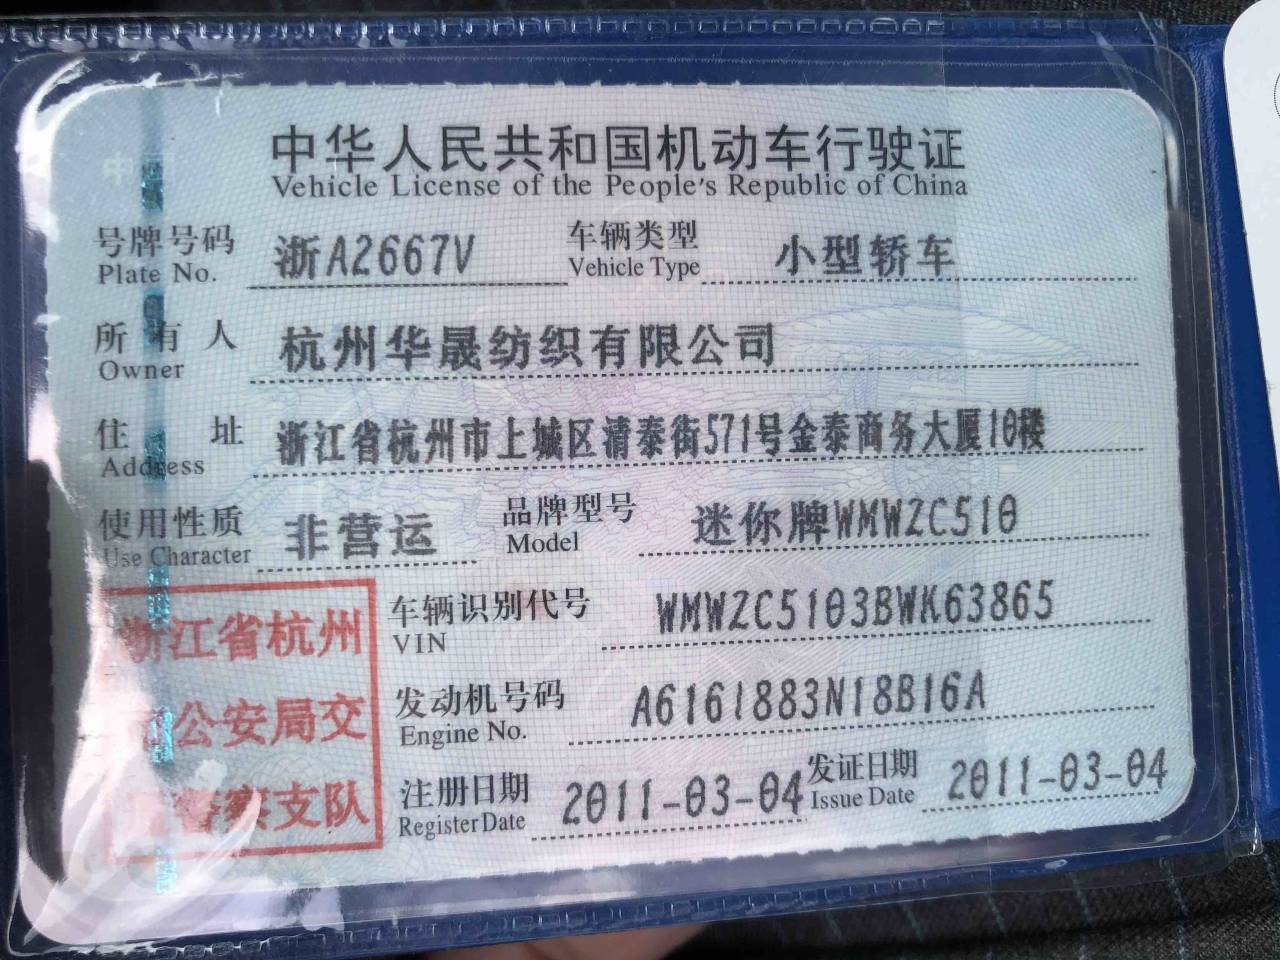 中华人民共和国机动车行驶证
Vehicle License of the People's Republic of China
号牌号码 浙A2667V 车辆类型 小型轿车
Plate No. Vehicle Type
所有人 杭州华晟纺织有限公司
Owner
住址 浙江省杭州市上城区清泰街571号金泰商务大厦10楼
Address
使用性质 非营运 品牌型号 迷你牌WMWZC510
Use Character Model
浙江省杭州
公安局交
警察支队
车辆识别代号 WMWZC5103BWK63865
VIN
发动机号码 A6161883N18B16A
Engine No.
注册日期 2011-03-04 发证日期 2011-03-04
Register Date Issue Date